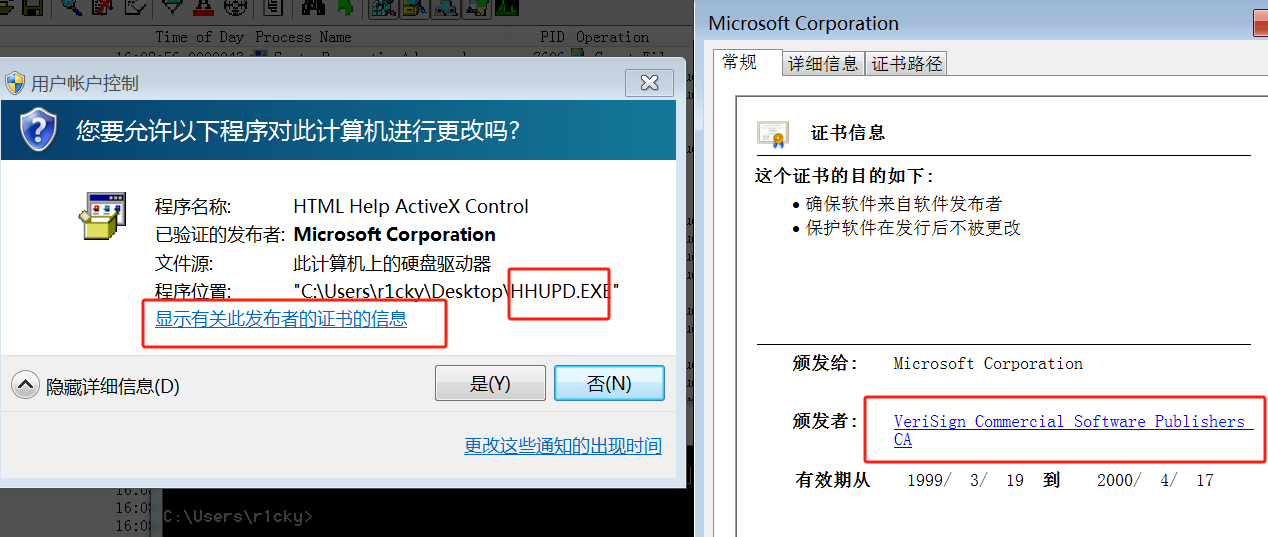 Time of Day Process Name PID Operation
用户帐户控制
您要允许以下程序对此计算机进行更改吗?
程序名称: HTML Help ActiveX Control
已验证的发布者: Microsoft Corporation
文件源: 此计算机上的硬盘驱动器
程序位置: "C:\Users\r1cky\Desktop\HHUPD.EXE"
显示有关此发布者的证书的信息
隐藏详细信息(D)
是(Y)
否(N)
更改这些通知的出现时间
C:\Users\r1cky>
Microsoft Corporation
常规 详细信息 证书路径
证书信息
这个证书的目的如下:
• 确保软件来自软件发布者
• 保护软件在发行后不被更改
颁发给: Microsoft Corporation
颁发者: VeriSign Commercial Software Publishers
CA
有效期从 1999/ 3/ 19 到 2000/ 4/ 17